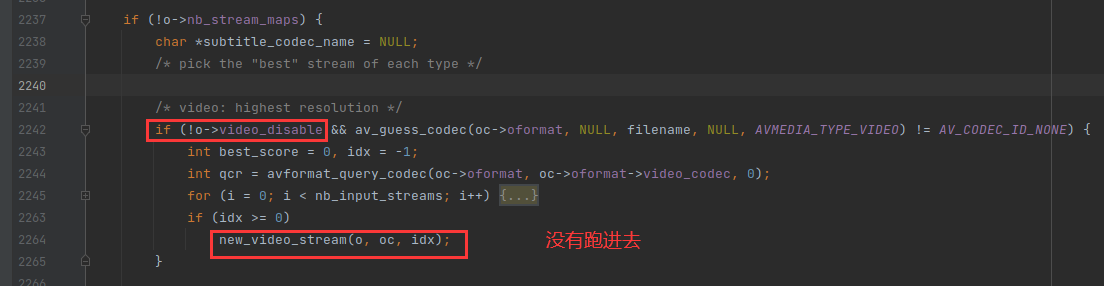 2237 if (!o->nb_stream_maps) {
2238 char *subtitle_codec_name = NULL;
2239 /* pick the "best" stream of each type */
2240
2241 /* video: highest resolution */
2242 if (!o->video_disable && av_guess_codec(oc->oformat, NULL, filename, NULL, AVMEDIA_TYPE_VIDEO) != AV_CODEC_ID_NONE) {
2243 int best_score = 0, idx = -1;
2244 int qcr = avformat_query_codec(oc->oformat, oc->oformat->video_codec, 0);
2245 for (i = 0; i < nb_input_streams; i++) {...}
2263 if (idx >= 0)
2264 new_video_stream(o, oc, idx); 没有跑进去
2265 }
2266